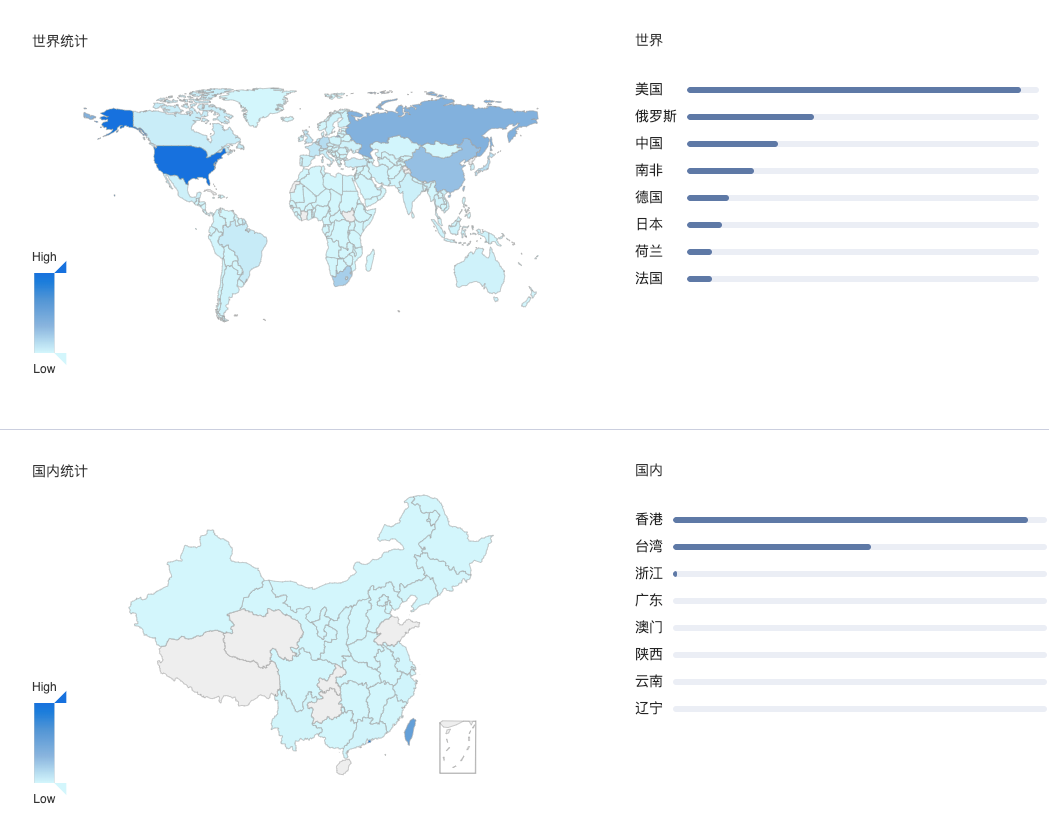 世界统计
世界
美国
俄罗斯
中国
南非
德国
日本
荷兰
法国
High
Low
国内统计
国内
香港
台湾
浙江
广东
澳门
陕西
云南
辽宁
High
Low